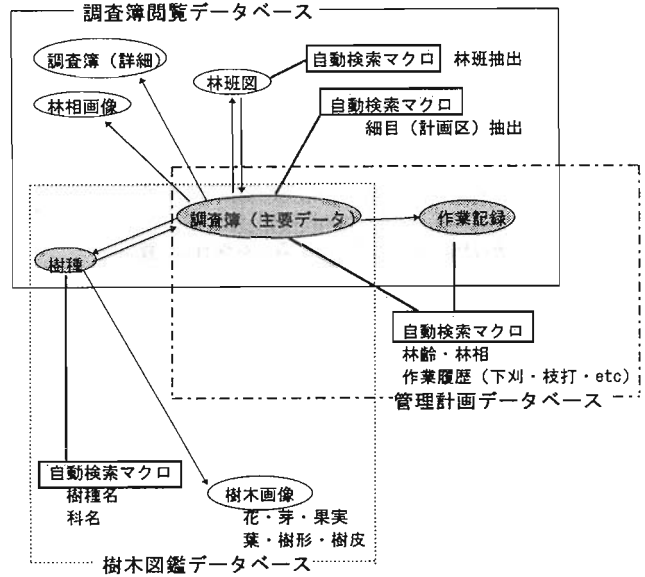 調査簿閲覧データベース
調査簿（詳細）
林班図
自動検索マクロ 林班抽出
林相画像
自動検索マクロ
細目（計画区）抽出
調査簿（主要データ）
作業記録
樹種
自動検索マクロ
林齢・林相
作業履歴（下刈・枝打・etc）
管理計画データベース
自動検索マクロ
樹種名
科名
樹木画像
花・芽・果実
葉・樹形・樹皮
樹木図鑑データベース